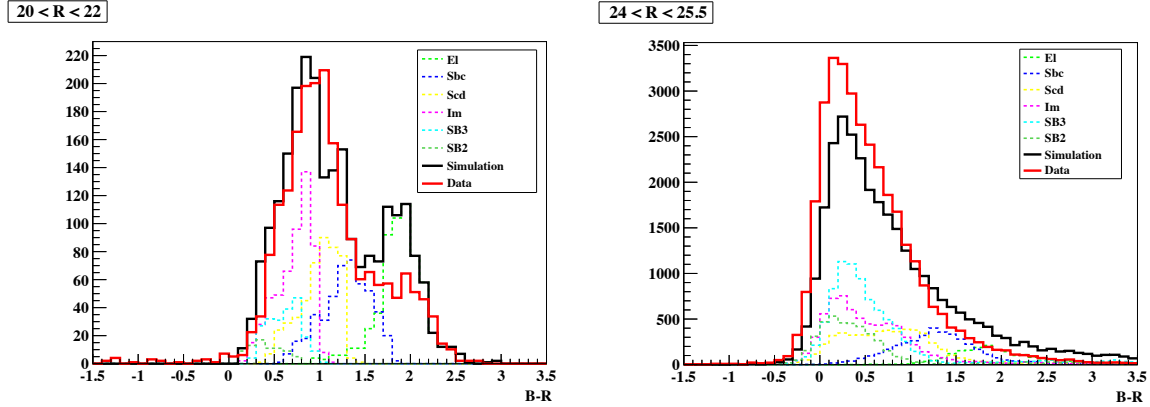 20 < R < 22
220
200
180
160
140
120
100
80
60
40
20
0
-1.5 -1 -0.5 0 0.5 1 1.5 2 2.5 3 3.5
B-R
El
Sbc
Scd
Im
SB3
SB2
Simulation
Data
24 < R < 25.5
3500
3000
2500
2000
1500
1000
500
0
-1.5 -1 -0.5 0 0.5 1 1.5 2 2.5 3 3.5
B-R
El
Sbc
Scd
Im
SB3
SB2
Simulation
Data